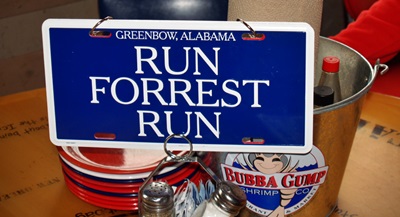 GREENBOW, ALABAMA
RUN
FORREST
RUN
BUBBA GUMP
SHRIMP CO.